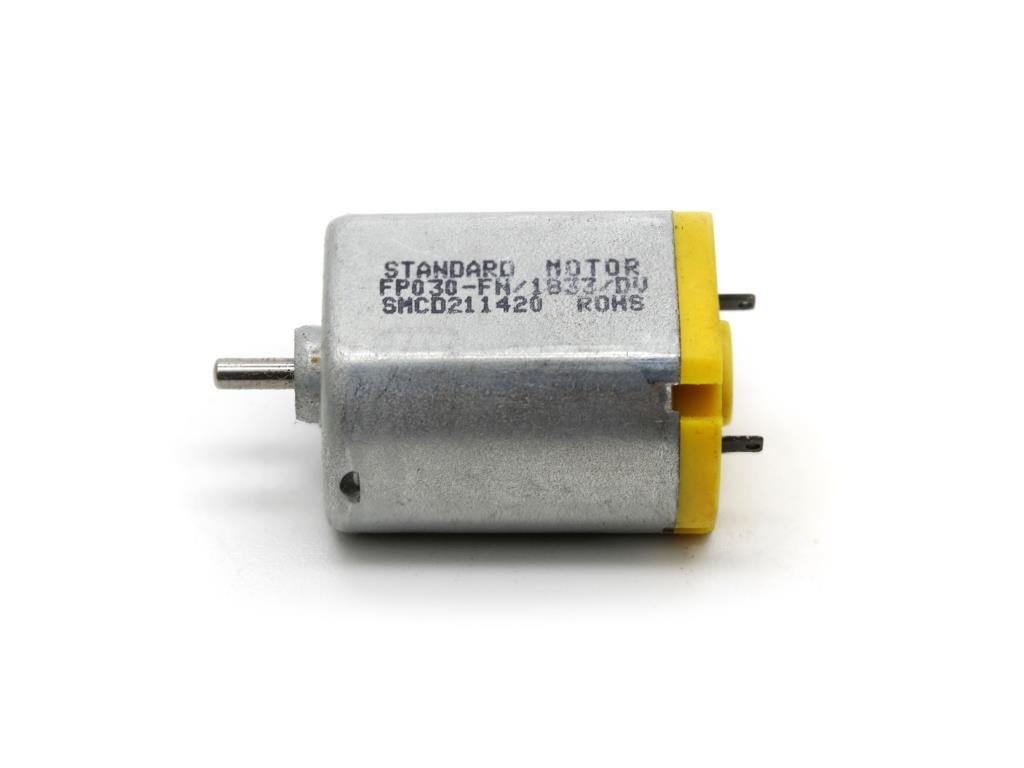 STANDARD MOTOR
FP030-FN/1833/DV
SMCD211420 ROHS